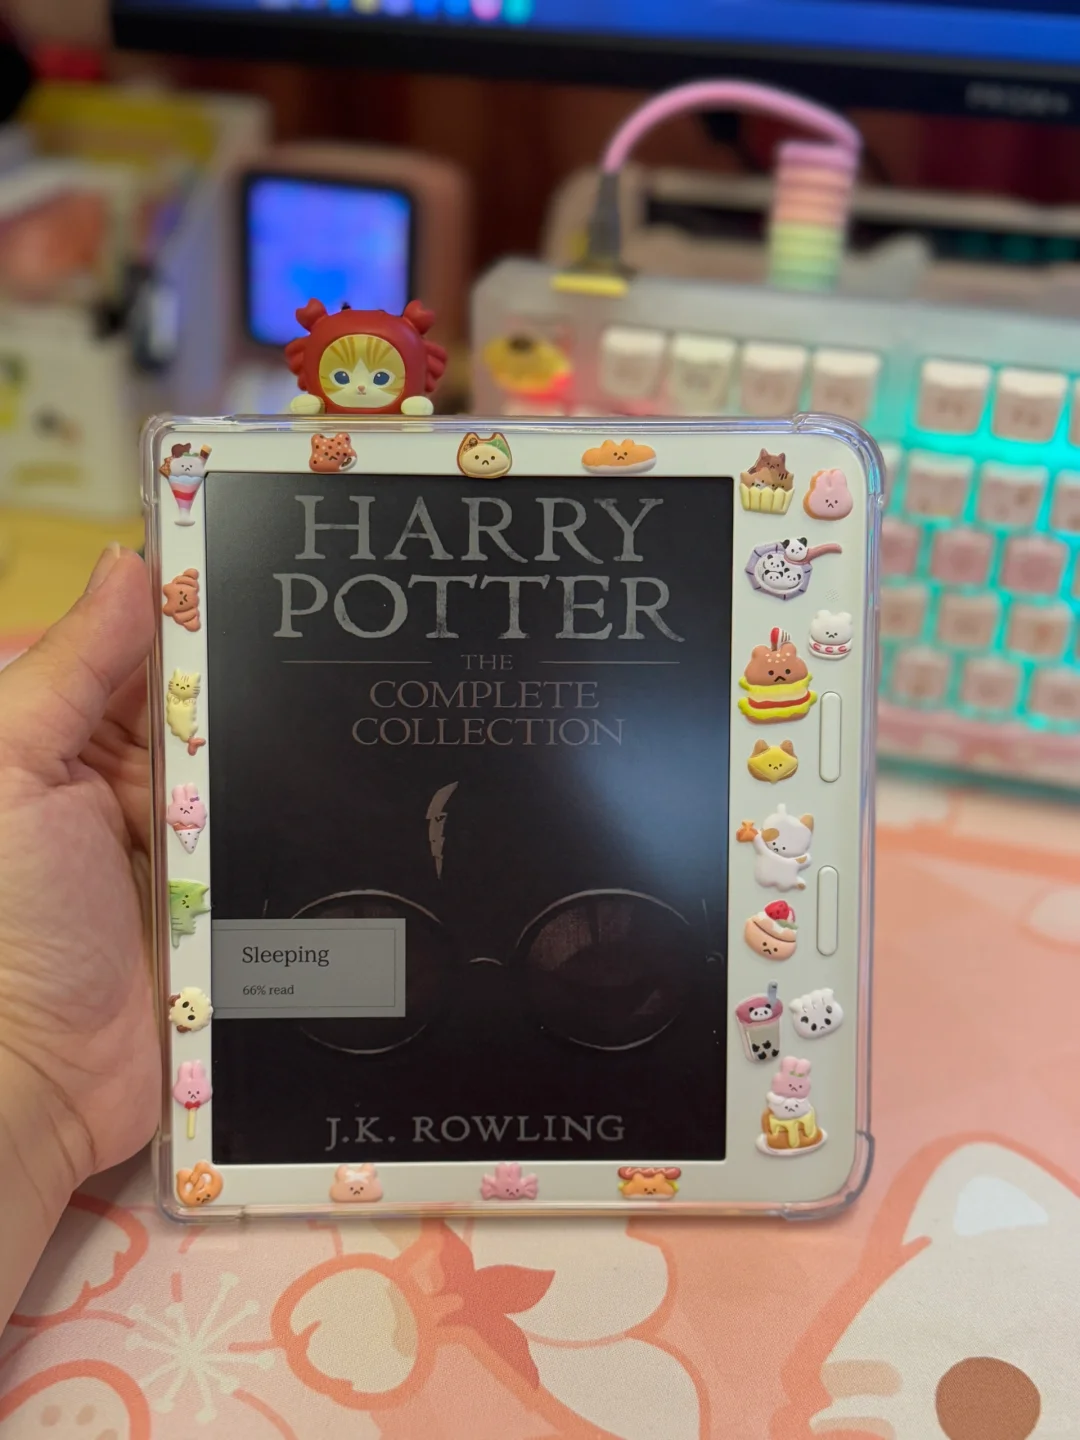 HARRY
POTTER
THE
COMPLETE
COLLECTION
Sleeping
66% read
J.K. ROWLING